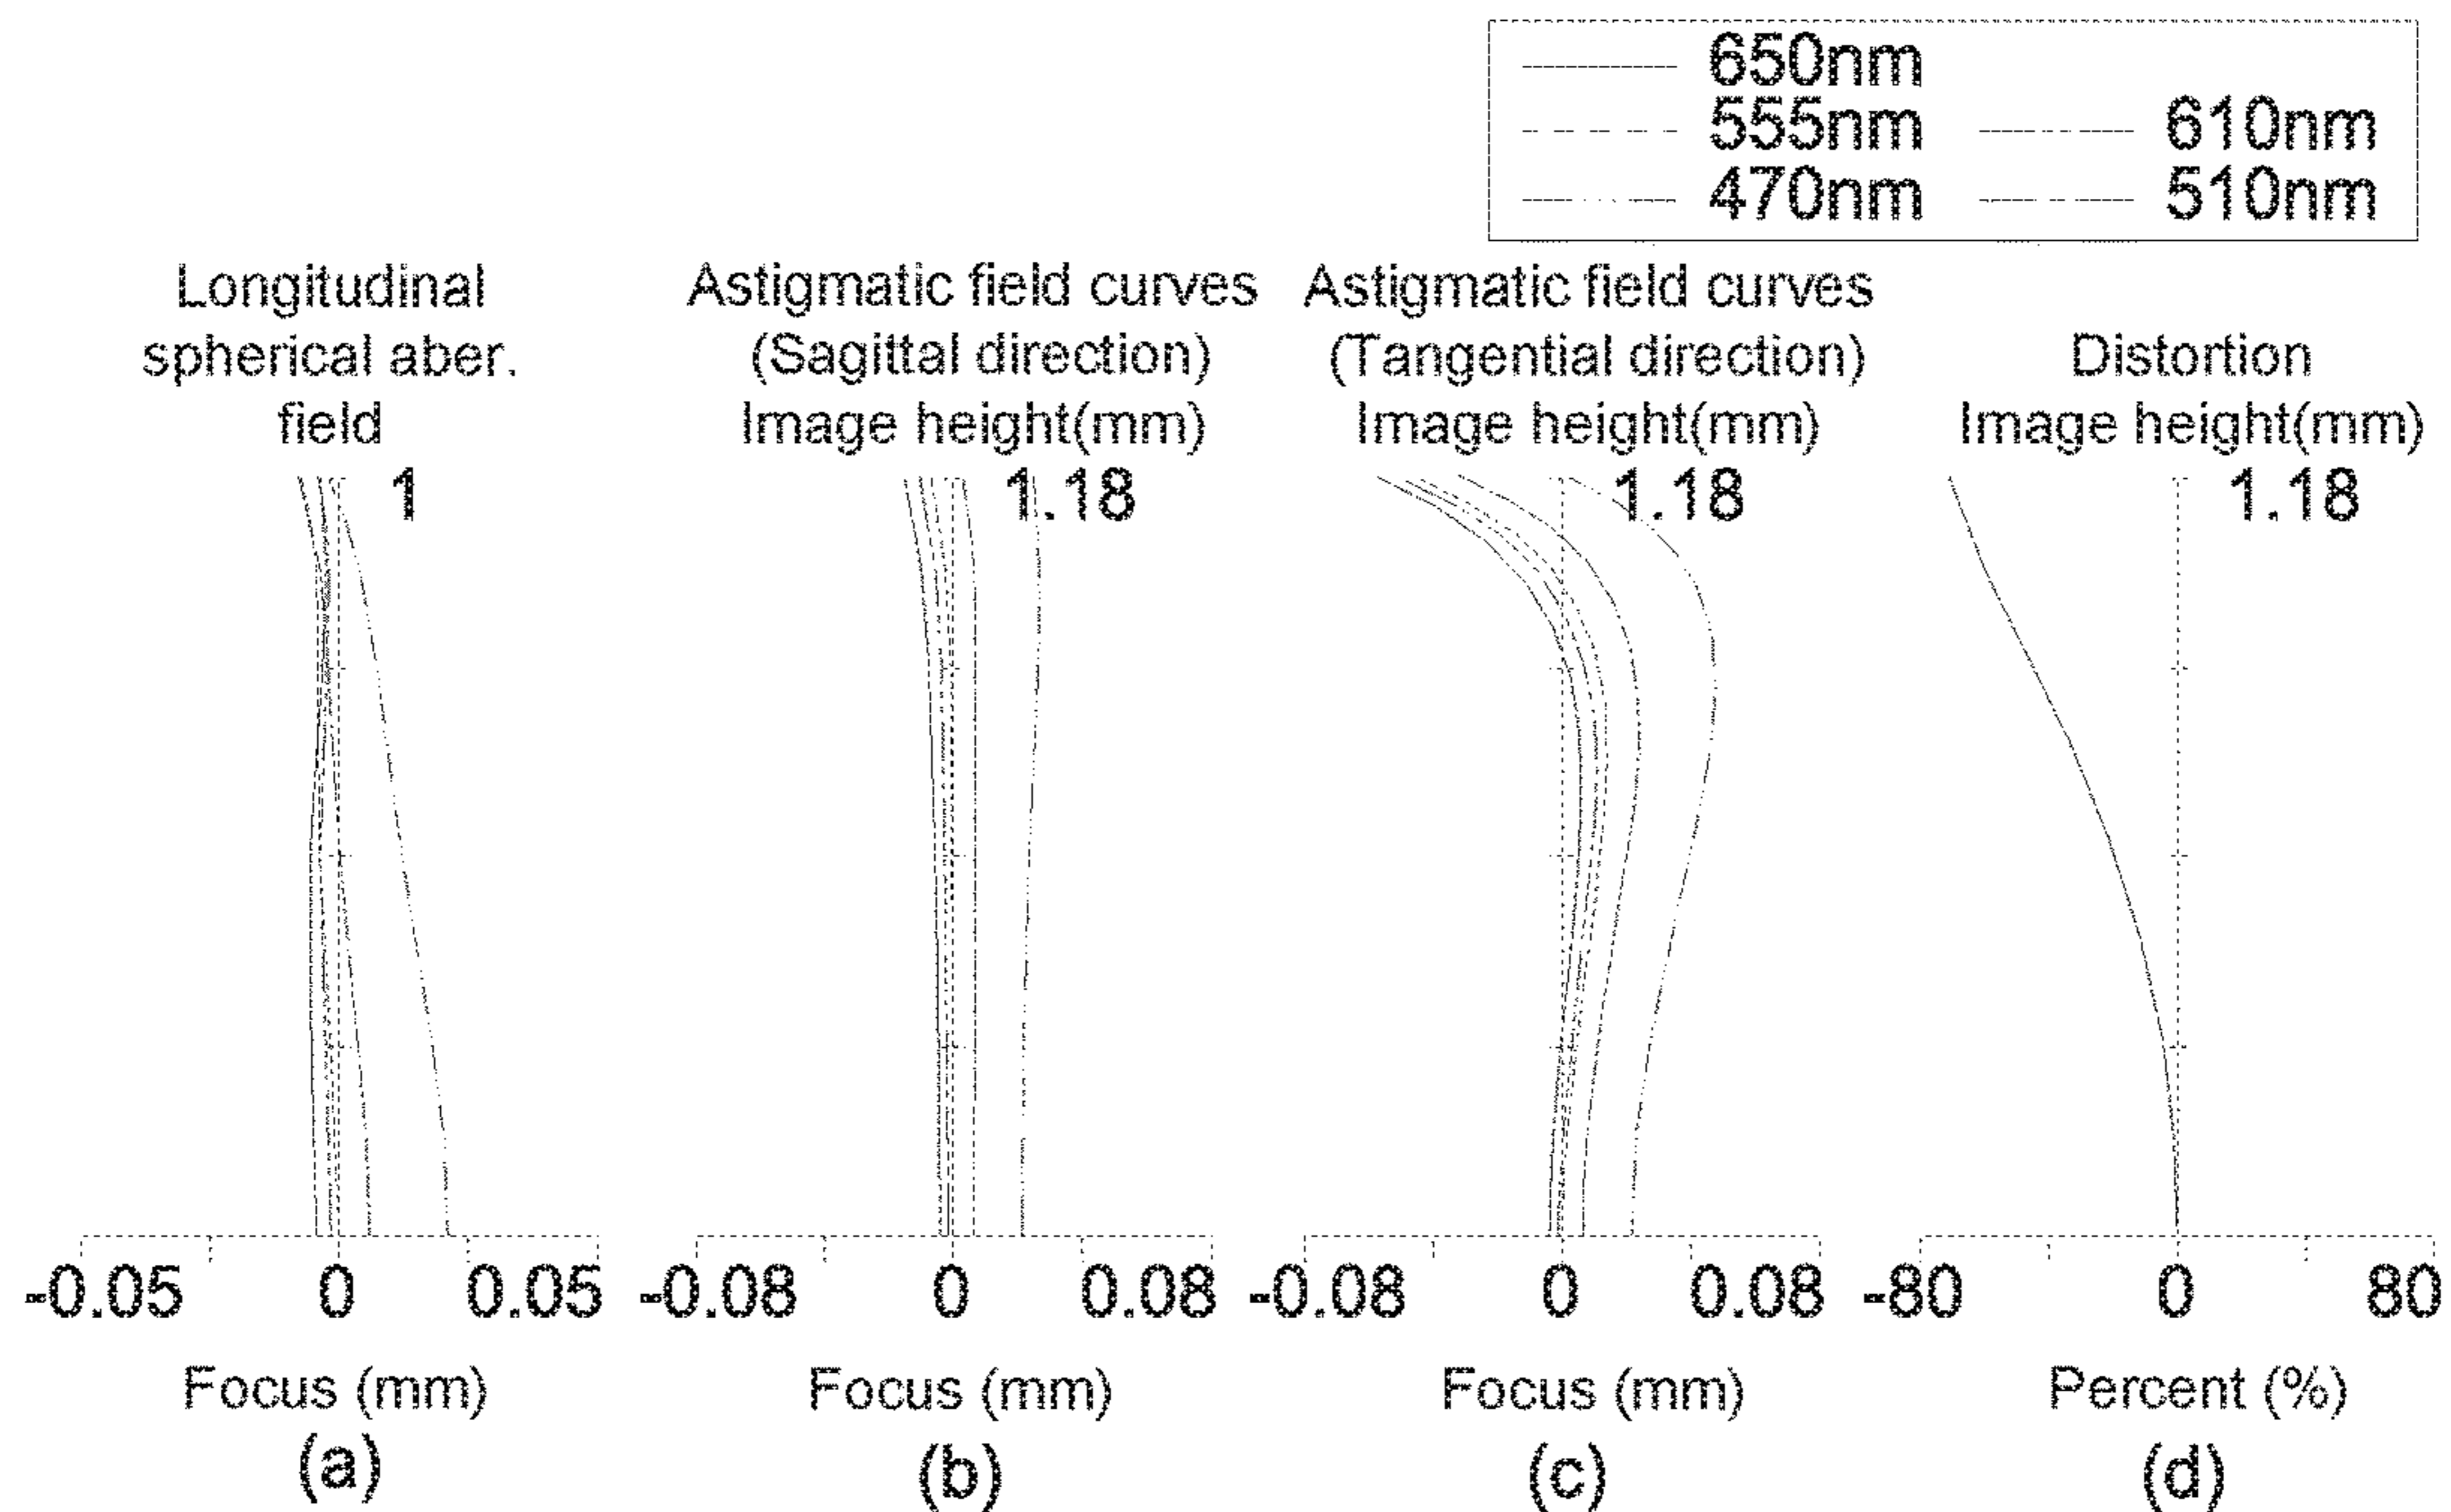 650nm
555nm 610nm
470nm 510nm
Longitudinal
spherical aber.
field
1
Astigmatic field curves
(Sagittal direction)
Image height(mm)
1.18
Astigmatic field curves
(Tangential direction)
Image height(mm)
1.18
Distortion
Image height(mm)
1.18
-0.05 0 0.05
Focus (mm)
(a)
-0.08 0 0.08
Focus (mm)
(b)
-0.08 0 0.08
Focus (mm)
(c)
-80 0 80
Percent (%)
(d)